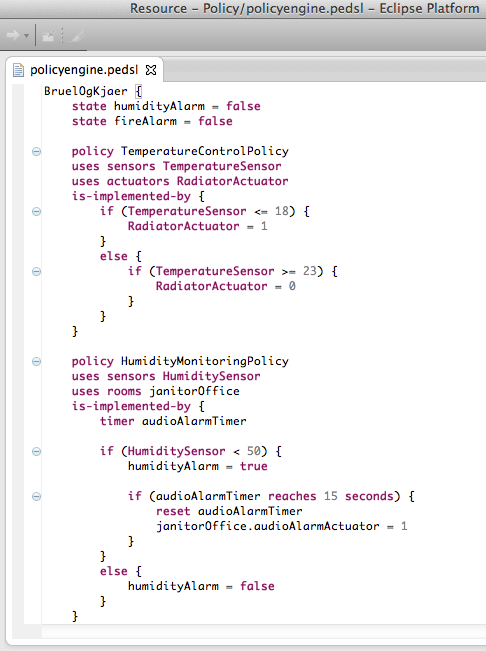 Resource – Policy/policyengine.pedsl – Eclipse Platform
policyengine.pedsl
BruelOgKjaer {
    state humidityAlarm = false
    state fireAlarm = false

    policy TemperatureControlPolicy
    uses sensors TemperatureSensor
    uses actuators RadiatorActuator
    is-implemented-by {
        if (TemperatureSensor <= 18) {
            RadiatorActuator = 1
        }
        else {
            if (TemperatureSensor >= 23) {
                RadiatorActuator = 0
            }
        }
    }

    policy HumidityMonitoringPolicy
    uses sensors HumiditySensor
    uses rooms janitorOffice
    is-implemented-by {
        timer audioAlarmTimer

        if (HumiditySensor < 50) {
            humidityAlarm = true

            if (audioAlarmTimer reaches 15 seconds) {
                reset audioAlarmTimer
                janitorOffice.audioAlarmActuator = 1
            }
        }
        else {
            humidityAlarm = false
        }
    }